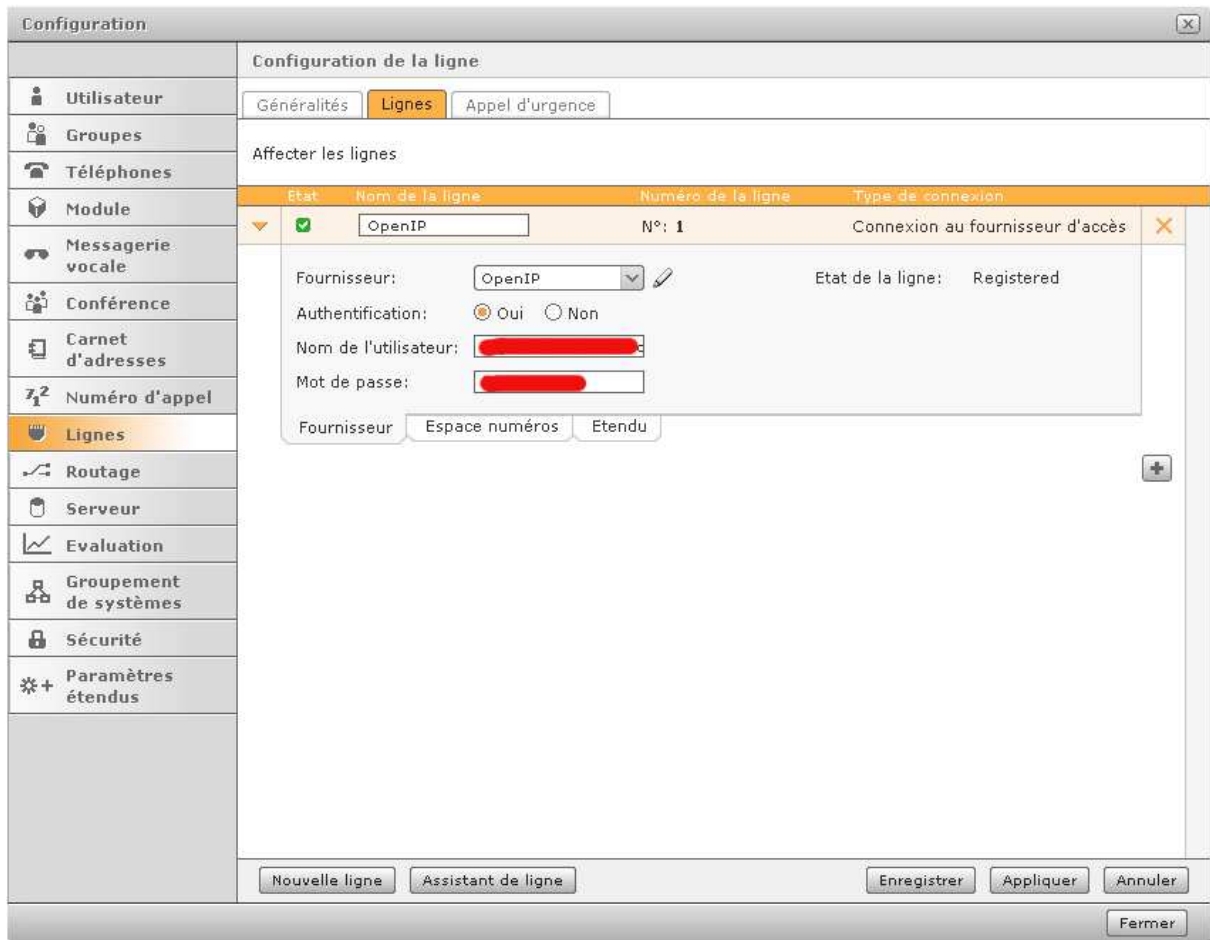 Configuration
Configuration de la ligne
Utilisateur
Groupes
Téléphones
Module
Messagerie
vocale
Conférence
Carnet
d'adresses
Numéro d'appel
Lignes
Routage
Serveur
Evaluation
Groupement
de systèmes
Sécurité
Paramètres
étendus
Généralités Lignes Appel d'urgence
Affecter les lignes
Etat Nom de la ligne Numéro de la ligne Type de connexion
OpenIP N°: 1 Connexion au fournisseur d'accès
Fournisseur: OpenIP Etat de la ligne: Registered
Authentification: Oui Non
Nom de l'utilisateur:
Mot de passe:
Fournisseur Espace numéros Etendu
Nouvelle ligne Assistant de ligne Enregistrer Appliquer Annuler
Fermer